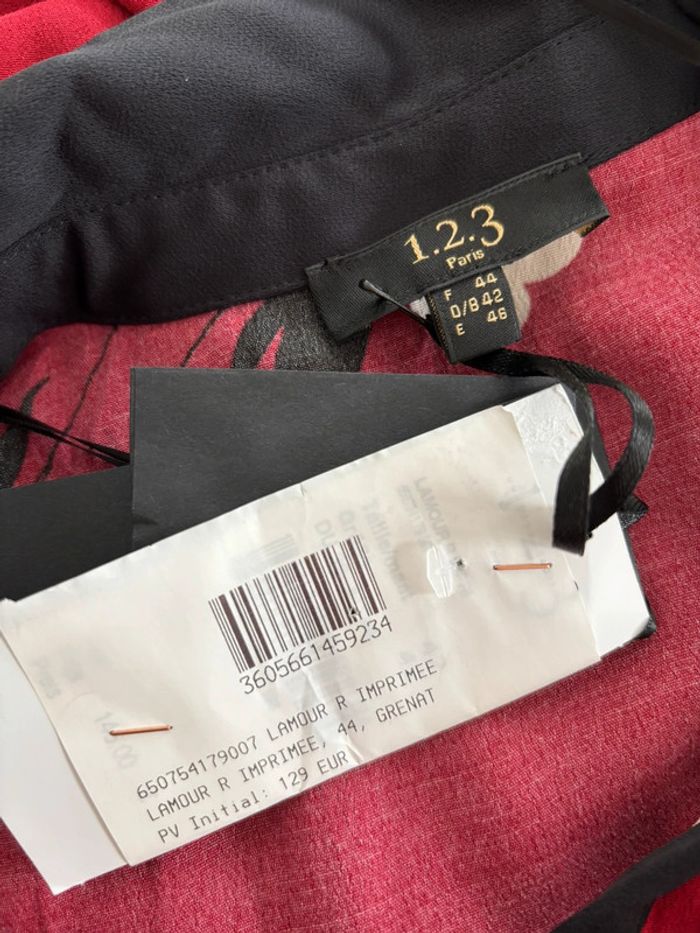 1.2.3
Paris
F 44
D/B 42
E 46
3605661459234
650754179007 LAMOUR R IMPRIMEE
LAMOUR R IMPRIMEE, 44, GRENAT
PV Initial: 129 EUR